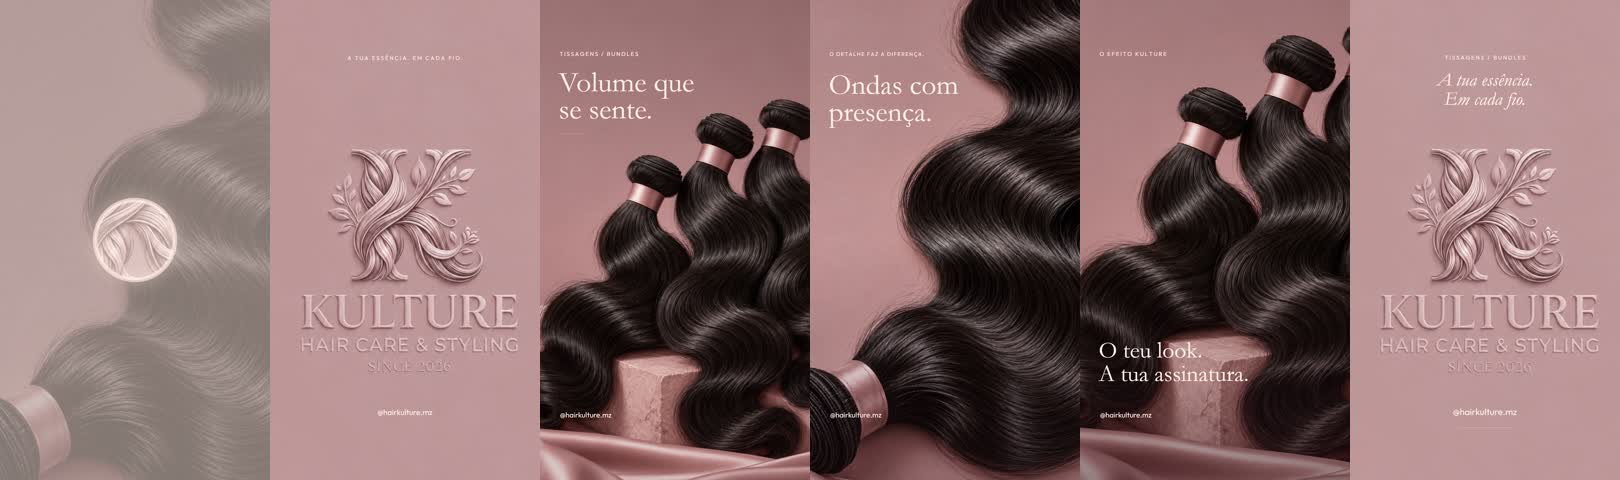 A TUA ESSÊNCIA. EM CADA FIO.
KULTURE
HAIR CARE & STYLING
SINCE 2026
@hairkulture.mz
TISSAGENS / BUNDLES
Volume que
se sente.
@hairkulture.mz
O DETALHE FAZ A DIFERENÇA.
Ondas com
presença.
@hairkulture.mz
O EFEITO KULTURE
O teu look.
A tua assinatura.
@hairkulture.mz
TISSAGENS / BUNDLES
A tua essência.
Em cada fio.
KULTURE
HAIR CARE & STYLING
SINCE 2026
@hairkulture.mz